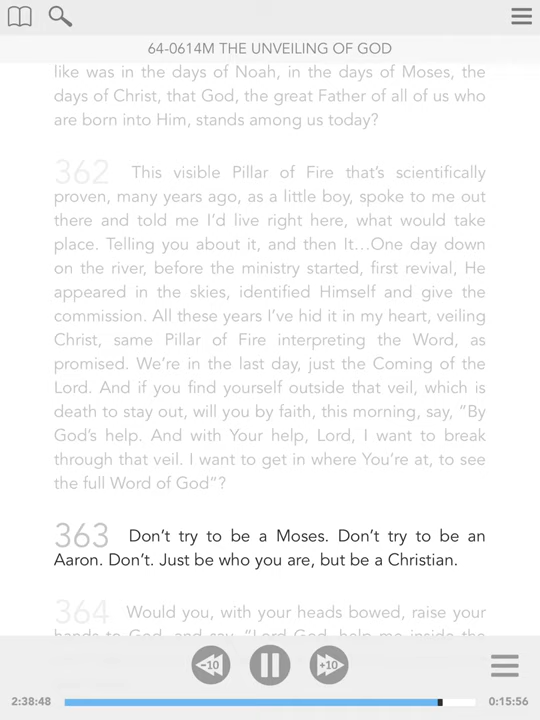 64-0614M THE UNVEILING OF GOD
like was in the days of Noah, in the days of Moses, the
days of Christ, that God, the great Father of all of us who
are born into Him, stands among us today?
362 This visible Pillar of Fire that’s scientifically
proven, many years ago, as a little boy, spoke to me out
there and told me I’d live right here, what would take
place. Telling you about it, and then It…One day down
on the river, before the ministry started, first revival, He
appeared in the skies, identified Himself and give the
commission. All these years I’ve hid it in my heart, veiling
Christ, same Pillar of Fire interpreting the Word, as
promised. We’re in the last day, just the Coming of the
Lord. And if you find yourself outside that veil, which is
death to stay out, will you by faith, this morning, say, “By
God’s help. And with Your help, Lord, I want to break
through that veil. I want to get in where You’re at, to see
the full Word of God”?
363 Don’t try to be a Moses. Don’t try to be an
Aaron. Don’t. Just be who you are, but be a Christian.
364 Would you, with your heads bowed, raise your
hands to God, and say, “Lord God, help me inside the
-10
+10
2:38:48
0:15:56